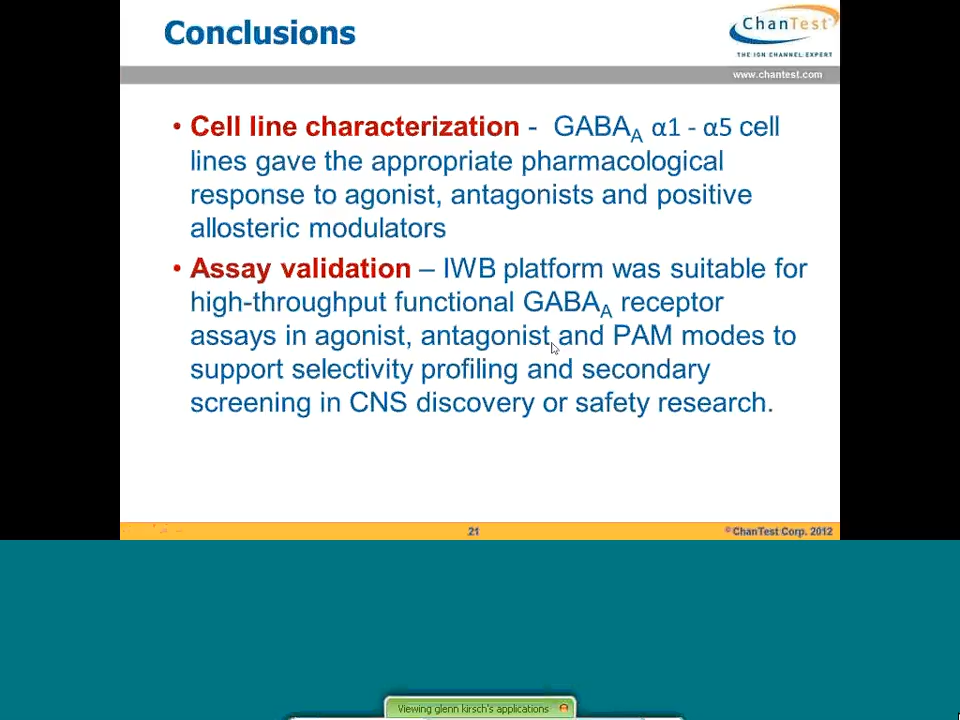 Conclusions
ChanTest
THE ION CHANNEL EXPERT
www.chantest.com
• Cell line characterization - GABAA α1 - α5 cell
lines gave the appropriate pharmacological
response to agonist, antagonists and positive
allosteric modulators
• Assay validation – IWB platform was suitable for
high-throughput functional GABAA receptor
assays in agonist, antagonist and PAM modes to
support selectivity profiling and secondary
screening in CNS discovery or safety research.
21
©ChanTest Corp. 2012
Viewing glenn kirsch's applications